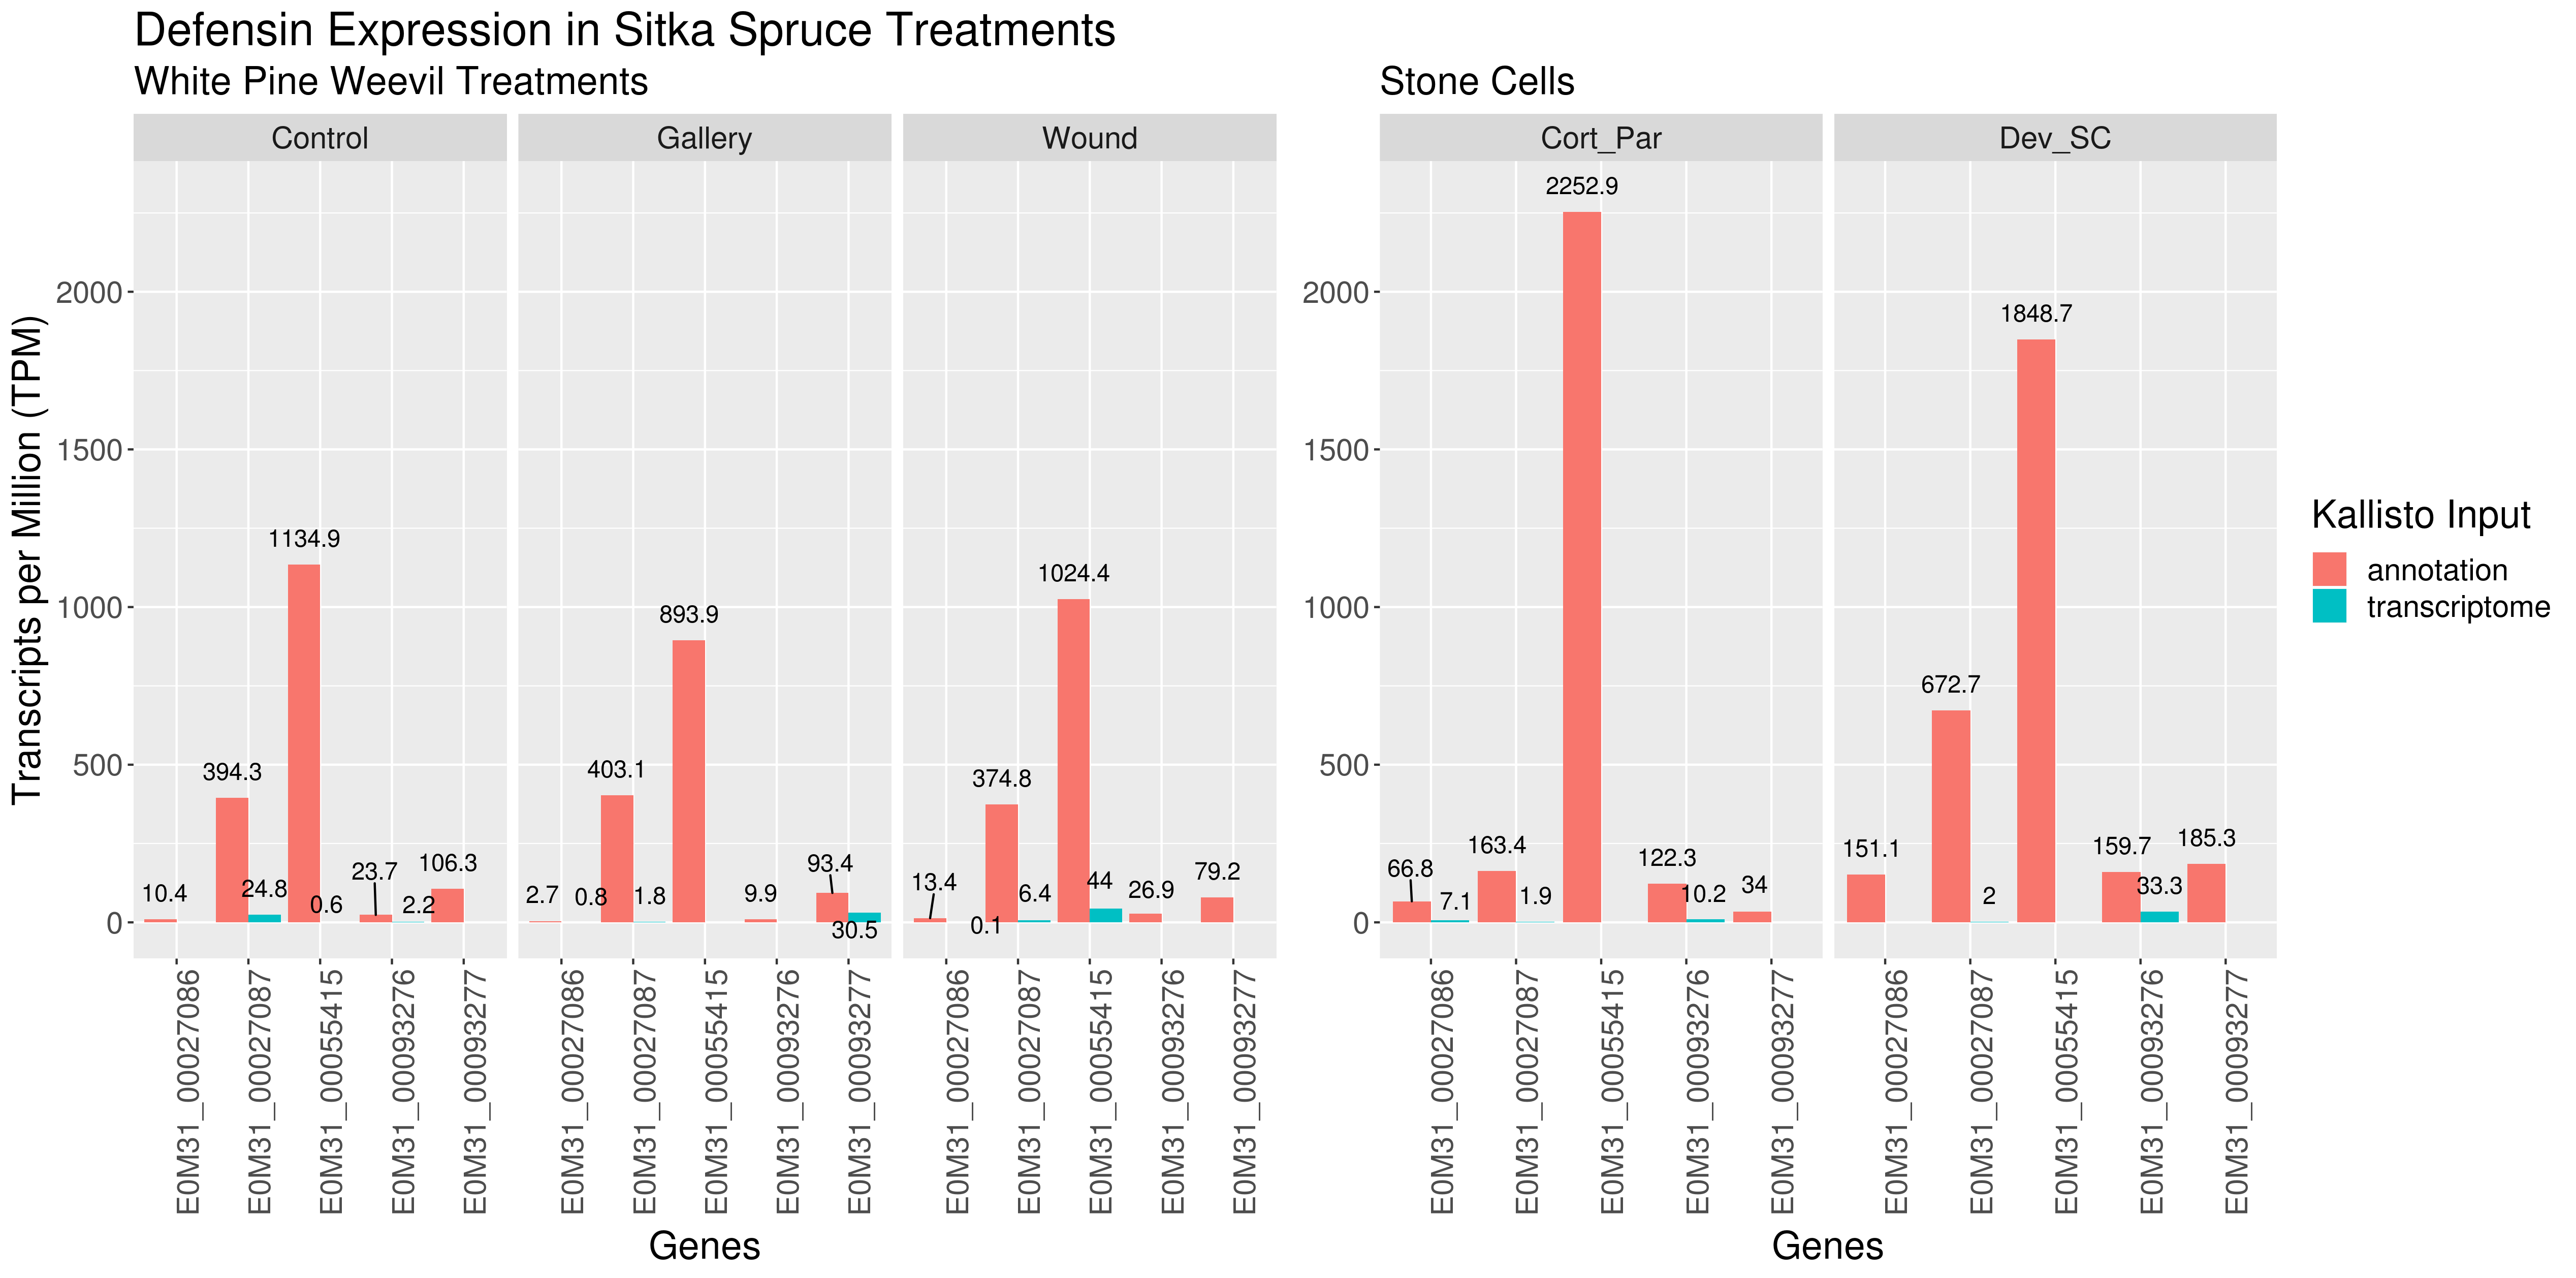 Defensin Expression in Sitka Spruce Treatments
White Pine Weevil Treatments
Stone Cells
Control
Gallery
Wound
Cort_Par
Dev_SC
Transcripts per Million (TPM)
2000
1500
1000
500
0
10.4
394.3
24.8
1134.9
0.6
23.7
2.2
106.3
2.7
0.8
403.1
1.8
893.9
9.9
93.4
30.5
13.4
0.1
374.8
6.4
1024.4
44
26.9
79.2
2000
1500
1000
500
0
66.8
7.1
163.4
1.9
2252.9
122.3
10.2
34
151.1
672.7
2
1848.7
159.7
33.3
185.3
E0M31_00027086
E0M31_00027087
E0M31_00055415
E0M31_00093276
E0M31_00093277
E0M31_00027086
E0M31_00027087
E0M31_00055415
E0M31_00093276
E0M31_00093277
E0M31_00027086
E0M31_00027087
E0M31_00055415
E0M31_00093276
E0M31_00093277
E0M31_00027086
E0M31_00027087
E0M31_00055415
E0M31_00093276
E0M31_00093277
E0M31_00027086
E0M31_00027087
E0M31_00055415
E0M31_00093276
E0M31_00093277
Genes
Genes
Kallisto Input
annotation
transcriptome